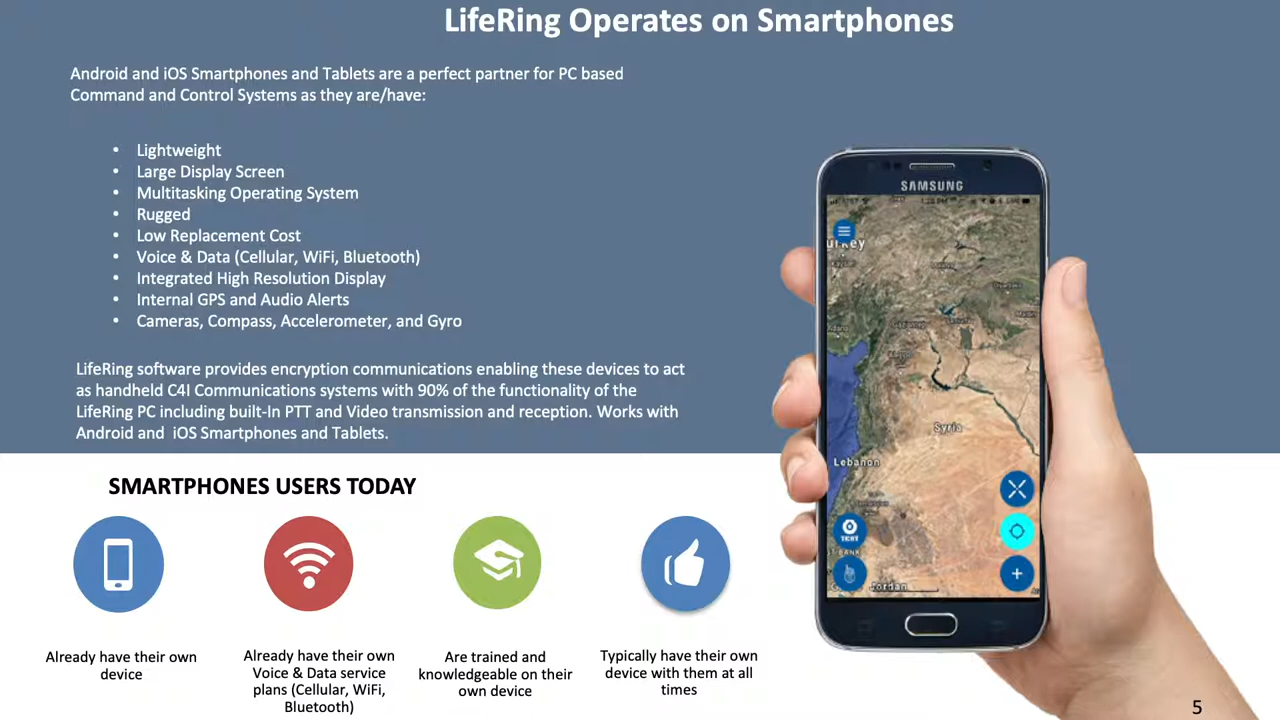 LifeRing Operates on Smartphones
Android and iOS Smartphones and Tablets are a perfect partner for PC based
Command and Control Systems as they are/have:
• Lightweight
• Large Display Screen
• Multitasking Operating System
• Rugged
• Low Replacement Cost
• Voice & Data (Cellular, WiFi, Bluetooth)
• Integrated High Resolution Display
• Internal GPS and Audio Alerts
• Cameras, Compass, Accelerometer, and Gyro
LifeRing software provides encryption communications enabling these devices to act
as handheld C4I Communications systems with 90% of the functionality of the
LifeRing PC including built-In PTT and Video transmission and reception. Works with
Android and iOS Smartphones and Tablets.
SAMSUNG
urkey
Syria
Lebanon
TEXT
T BANK
Jordan
SMARTPHONES USERS TODAY
Already have their own
device
Already have their own
Voice & Data service
plans (Cellular, WiFi,
Bluetooth)
Are trained and
knowledgeable on their
own device
Typically have their own
device with them at all
times
5